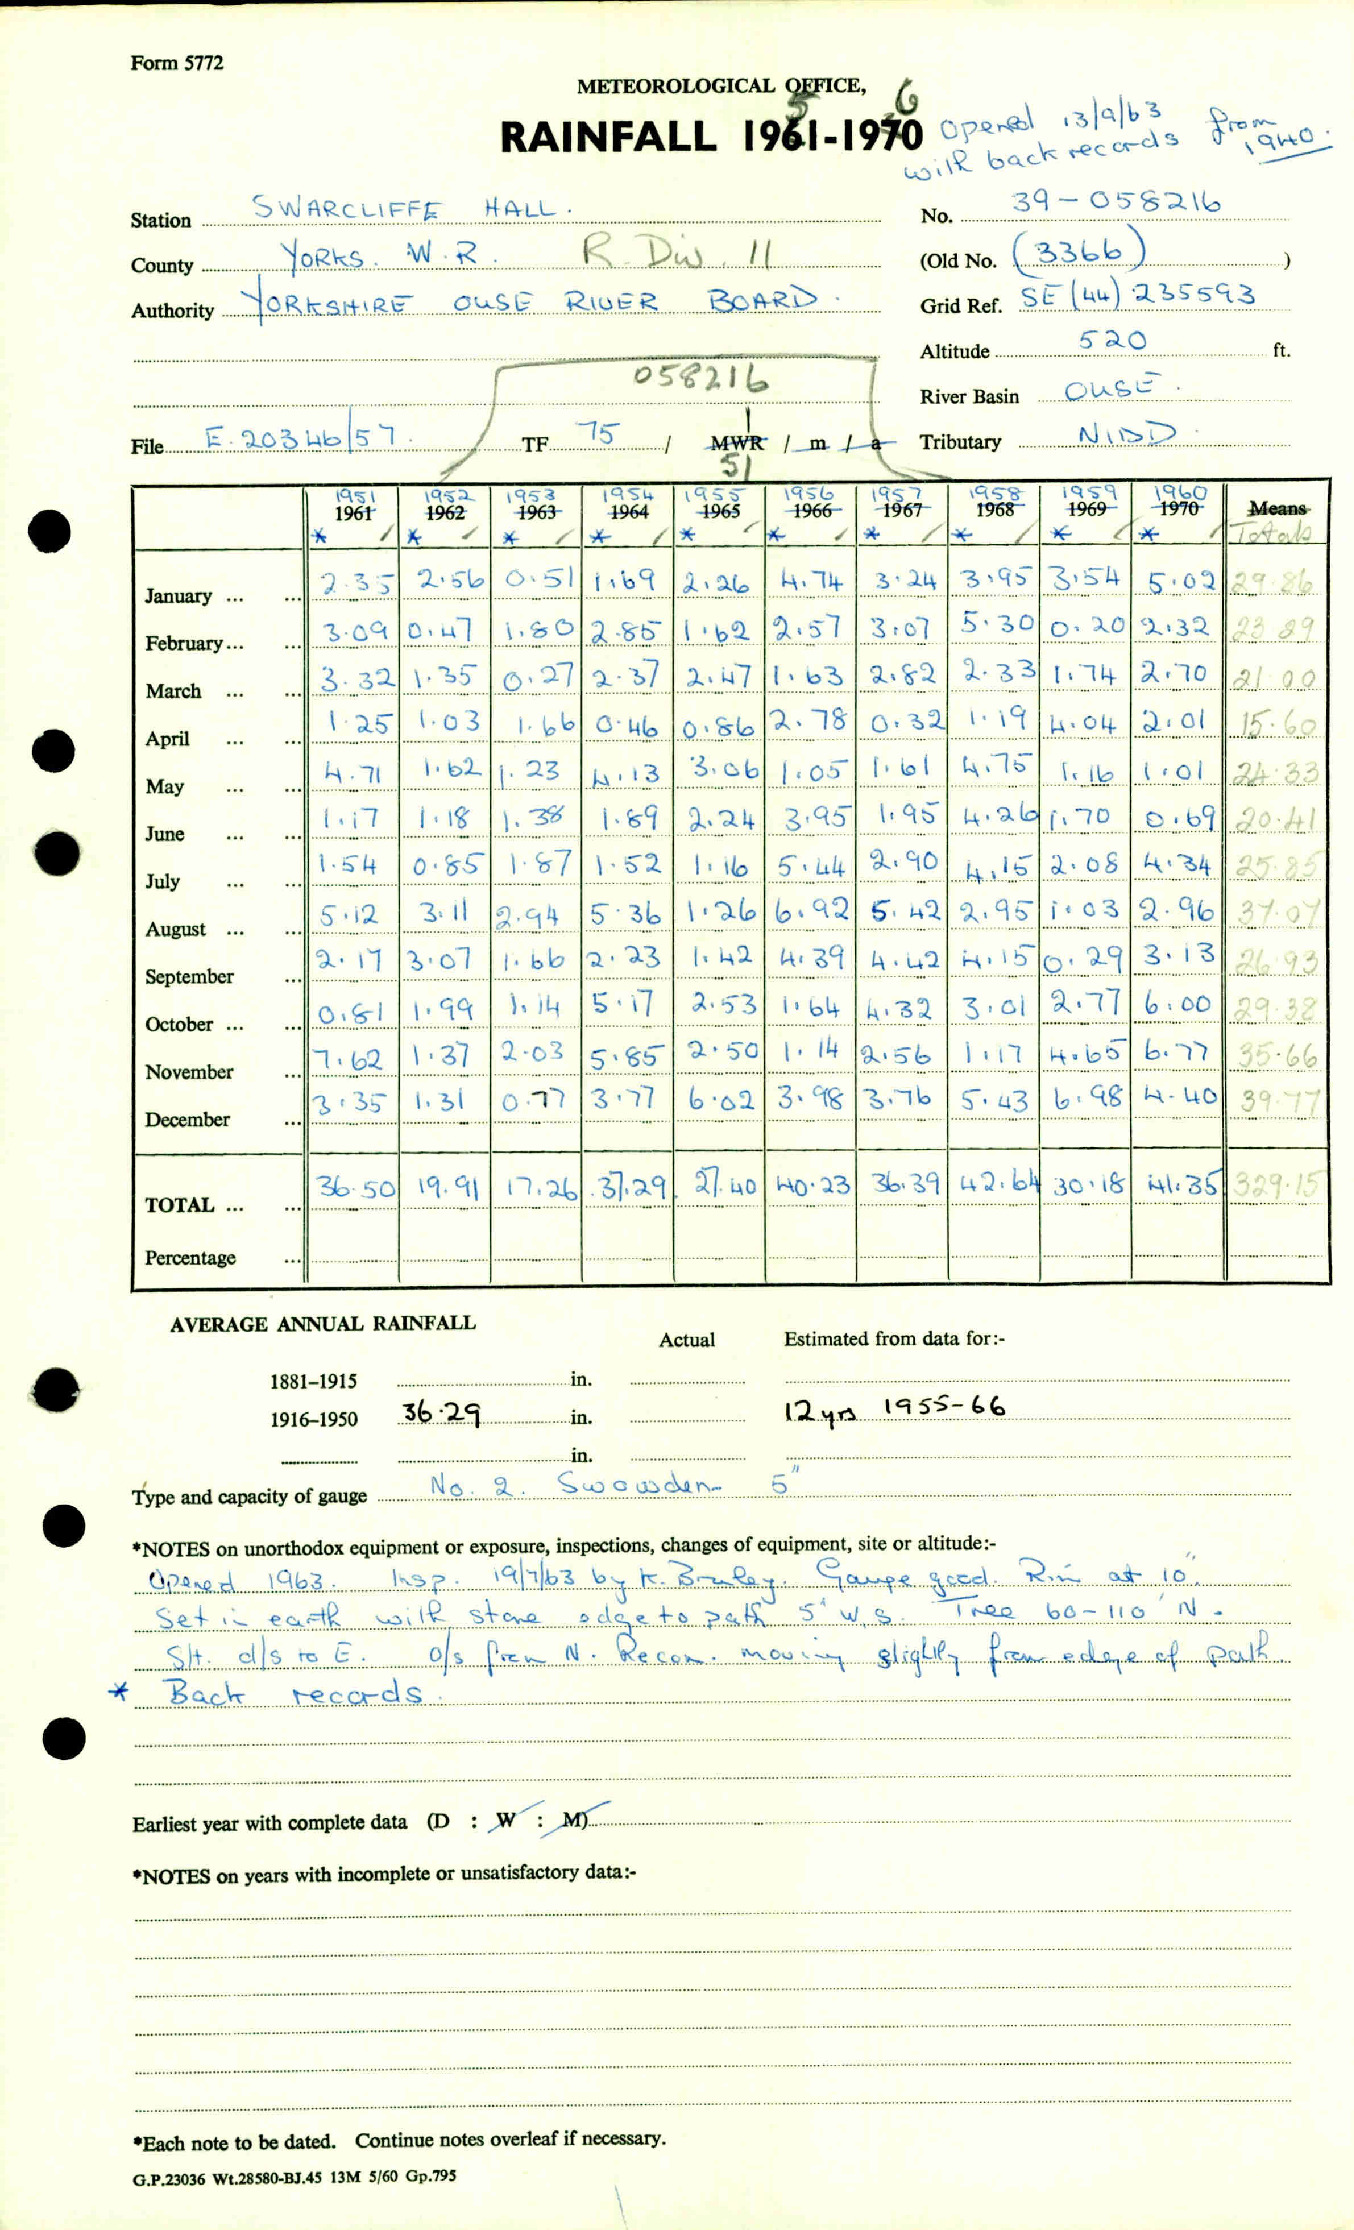 Form 5772
METEOROLOGICAL OFFICE,
RAINFALL 1951-1960
Opened 13/9/63 from
with back records 1940.
Station SWARCLIFFE HALL.
No. 39-058216
County YORKS. W.R. R. Div. 11
(Old No. (3366) )
Authority YORKSHIRE OUSE RIVER BOARD.
Grid Ref. SE (44) 235593
Altitude 520 ft.
058216
River Basin OUSE.
File E.20346/57. TF 75 / MWR / m / a
51
Tributary NIDD.
1951 1952 1953 1954 1955 1956 1957 1958 1959 1960
1961 1962 1963 1964 1965 1966 1967 1968 1969 1970 Means
* / * / * / * / * / * / * / * / * / * / Totals
January ... ... 2.35 2.56 0.51 1.69 2.26 4.74 3.24 3.95 3.54 5.02 29.86
February... ... 3.09 0.47 1.80 2.85 1.62 2.57 3.07 5.30 0.20 2.32 23.29
March ... ... 3.32 1.35 0.27 2.37 2.47 1.63 2.82 2.33 1.74 2.70 21.00
April ... ... 1.25 1.03 1.66 0.46 0.86 2.78 0.32 1.19 4.04 2.01 15.60
May ... ... 4.71 1.62 1.23 4.13 3.06 1.05 1.61 4.75 1.16 1.01 24.33
June ... ... 1.17 1.18 1.38 1.89 2.24 3.95 1.95 4.26 1.70 0.69 20.41
July ... ... 1.54 0.85 1.87 1.52 1.16 5.44 2.90 4.15 2.08 4.34 25.85
August ... ... 5.12 3.11 2.94 5.36 1.26 6.92 5.42 2.95 1.03 2.96 37.07
September ... 2.17 3.07 1.66 2.23 1.42 4.39 4.42 4.15 0.29 3.13 26.93
October ... ... 0.81 1.99 1.14 5.17 2.53 1.64 4.32 3.01 2.77 6.00 29.38
November ... 7.62 1.37 2.03 5.85 2.50 1.14 2.56 1.17 4.65 6.77 35.66
December ... 3.35 1.31 0.77 3.77 6.02 3.98 3.76 5.43 6.98 4.40 39.77
TOTAL ... ... 36.50 19.91 17.26 37.29 27.40 40.23 36.39 42.64 30.18 41.35 329.15
Percentage ...
AVERAGE ANNUAL RAINFALL
Actual Estimated from data for:-
1881–1915 in.
1916–1950 36.29 in. 12 yrs 1955-66
in.
Type and capacity of gauge No. 2. Snowden 5"
*NOTES on unorthodox equipment or exposure, inspections, changes of equipment, site or altitude:-
Opened 1963. Insp. 19/7/63 by K. Gauge good. Rim at 10".
Set in earth with stone edge to path 5" W, S. Tree 60-110' N.
Sh. d/s to E. o/s from N. Recom. moving slightly from edge of path.
* Back records.
Earliest year with complete data (D : W : M)
*NOTES on years with incomplete or unsatisfactory data:-
*Each note to be dated. Continue notes overleaf if necessary.
G.P.23036 Wt.28580-BJ.45 13M 5/60 Gp.795